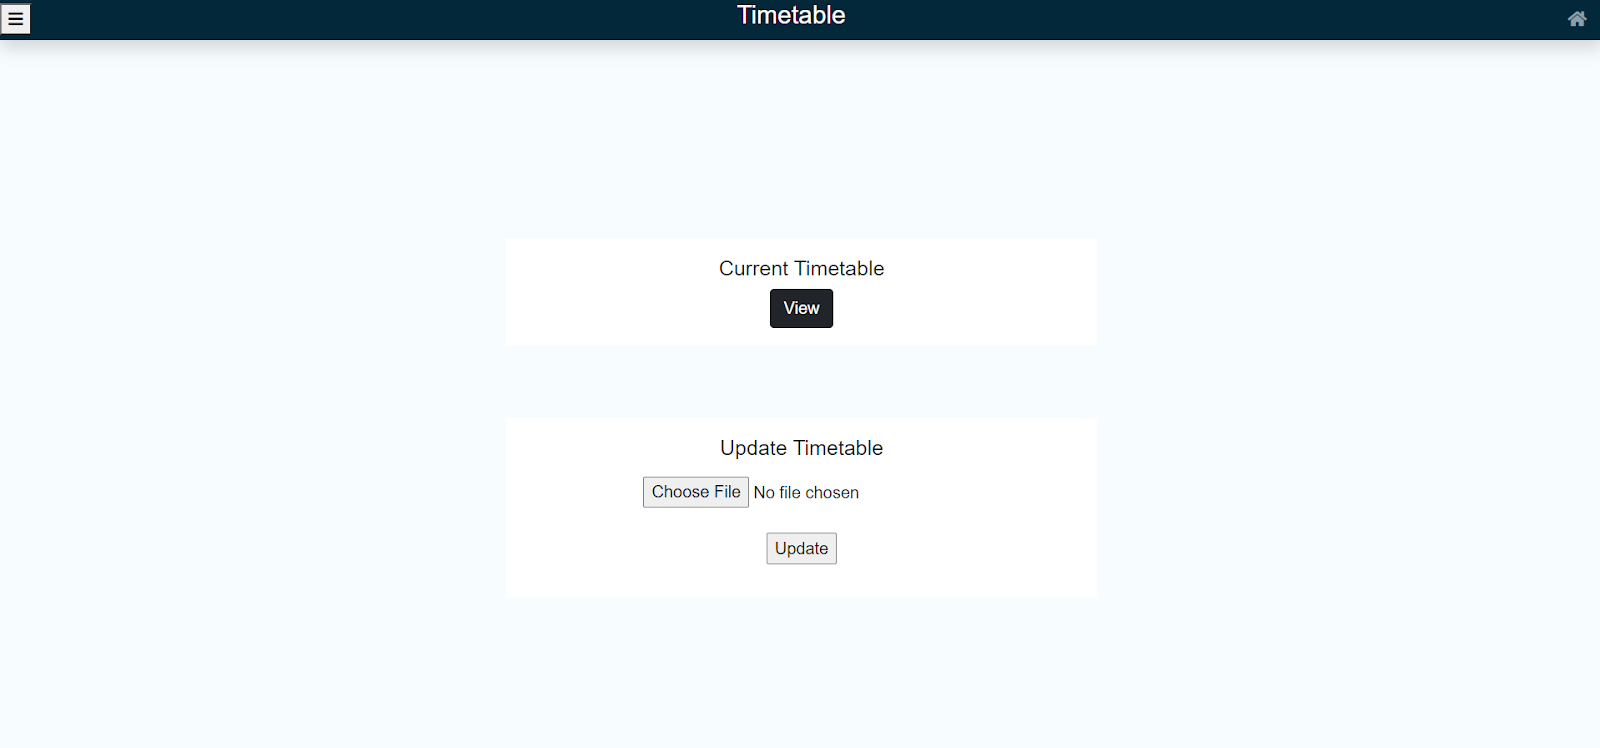 Timetable
Current Timetable
View
Update Timetable
Choose File No file chosen
Update